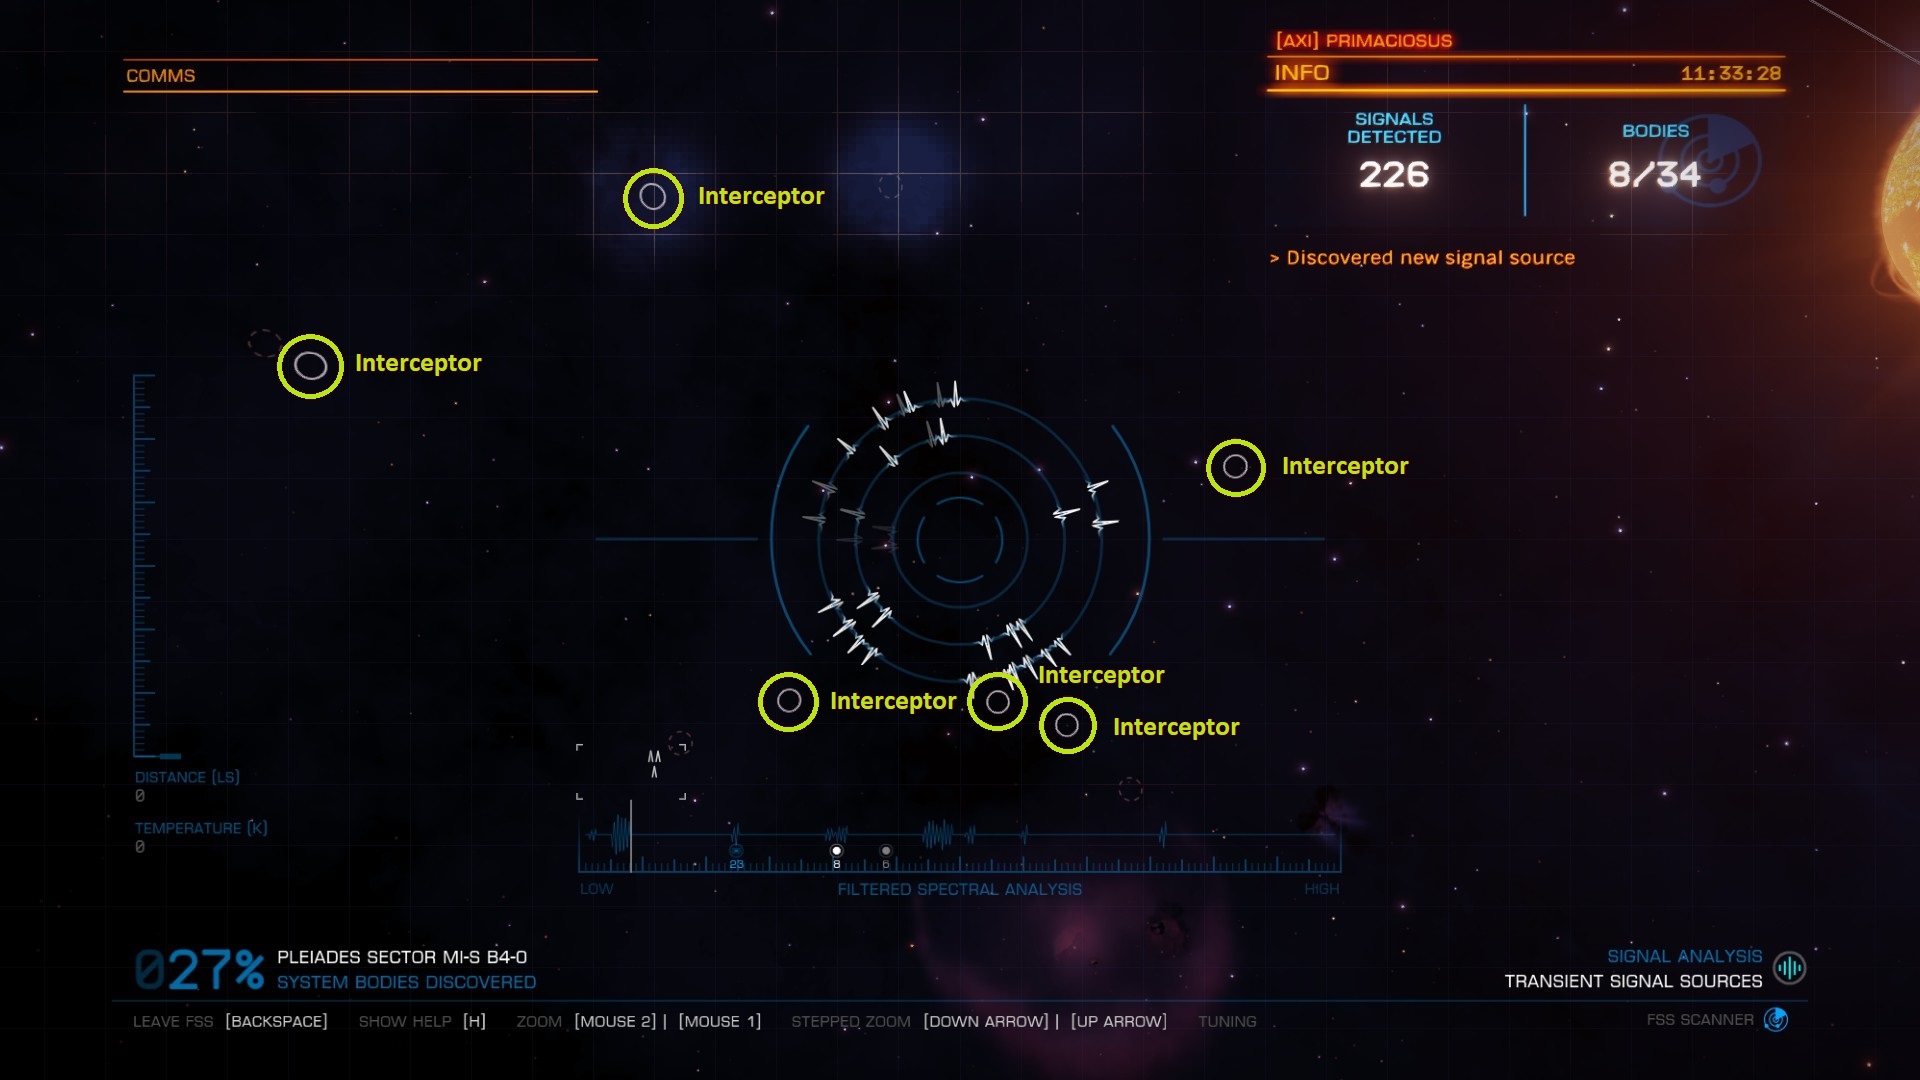 [AXI] PRIMACIOSUS
COMMS
INFO 11:33:28
SIGNALS DETECTED
226
BODIES
8/34
> Discovered new signal source
Interceptor
Interceptor
Interceptor
Interceptor
Interceptor
Interceptor
DISTANCE (LS)
0
TEMPERATURE (K)
0
23 8 6
LOW FILTERED SPECTRAL ANALYSIS HIGH
027% PLEIADES SECTOR MI-S B4-0
SYSTEM BODIES DISCOVERED
SIGNAL ANALYSIS
TRANSIENT SIGNAL SOURCES
LEAVE FSS [BACKSPACE] SHOW HELP [H] ZOOM [MOUSE 2] | [MOUSE 1] STEPPED ZOOM [DOWN ARROW] | [UP ARROW] TUNING
FSS SCANNER